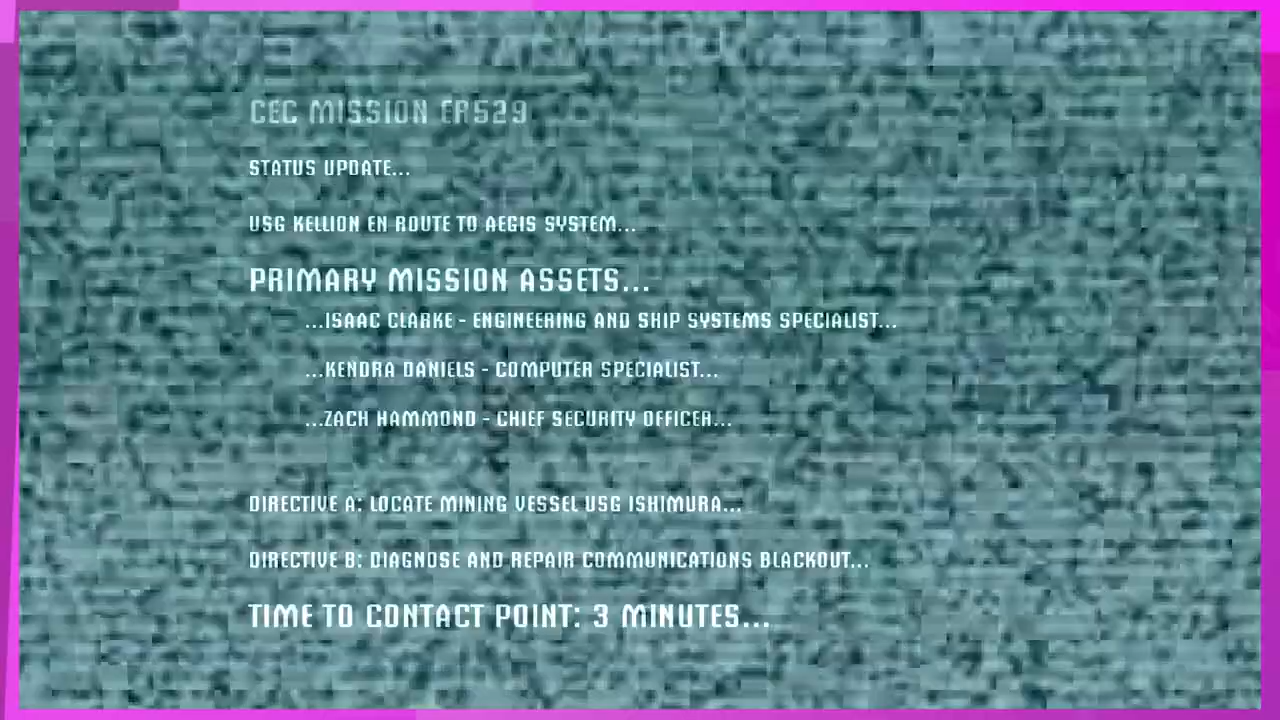 CEC MISSION ER529
STATUS UPDATE...
USG KELLION EN ROUTE TO AEGIS SYSTEM...
PRIMARY MISSION ASSETS...
...ISAAC CLARKE - ENGINEERING AND SHIP SYSTEMS SPECIALIST...
...KENDRA DANIELS - COMPUTER SPECIALIST...
...ZACH HAMMOND - CHIEF SECURITY OFFICER...
DIRECTIVE A: LOCATE MINING VESSEL USG ISHIMURA...
DIRECTIVE B: DIAGNOSE AND REPAIR COMMUNICATIONS BLACKOUT...
TIME TO CONTACT POINT: 3 MINUTES...